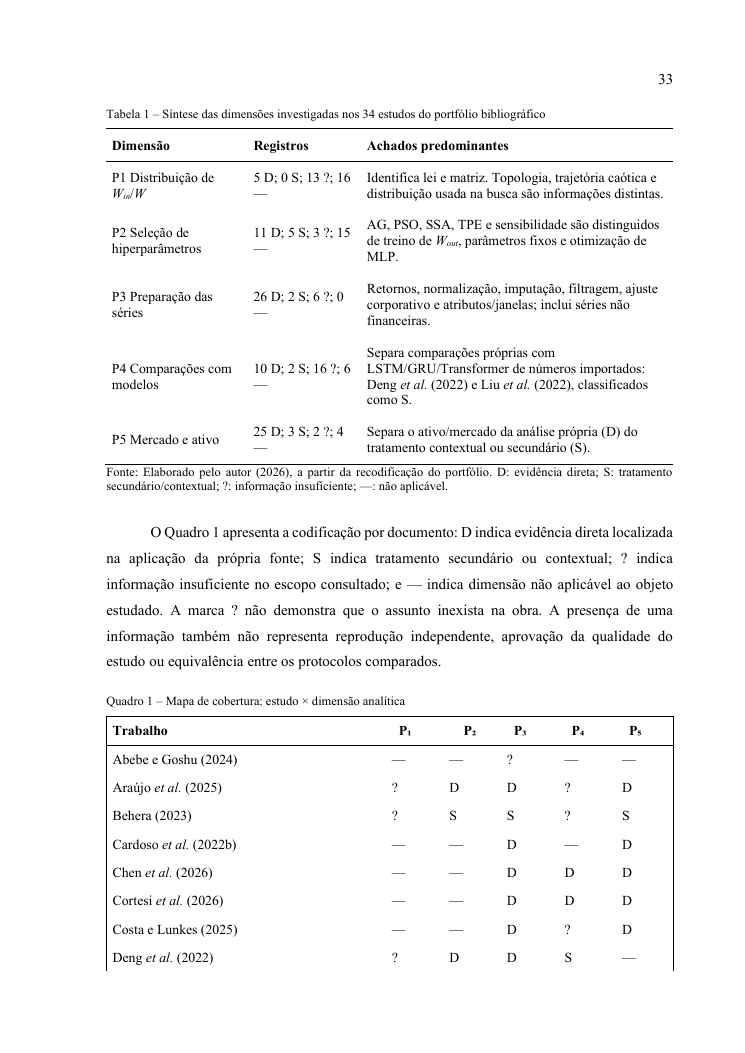 33
Tabela 1 – Síntese das dimensões investigadas nos 34 estudos do portfólio bibliográfico
Dimensão Registros Achados predominantes
P1 Distribuição de Win/W 5 D; 0 S; 13 ?; 16 — Identifica lei e matriz. Topologia, trajetória caótica e distribuição usada na busca são informações distintas.
P2 Seleção de hiperparâmetros 11 D; 5 S; 3 ?; 15 — AG, PSO, SSA, TPE e sensibilidade são distinguidos de treino de Wout, parâmetros fixos e otimização de MLP.
P3 Preparação das séries 26 D; 2 S; 6 ?; 0 — Retornos, normalização, imputação, filtragem, ajuste corporativo e atributos/janelas; inclui séries não financeiras.
P4 Comparações com modelos 10 D; 2 S; 16 ?; 6 — Separa comparações próprias com LSTM/GRU/Transformer de números importados: Deng et al. (2022) e Liu et al. (2022), classificados como S.
P5 Mercado e ativo 25 D; 3 S; 2 ?; 4 — Separa o ativo/mercado da análise própria (D) do tratamento contextual ou secundário (S).
Fonte: Elaborado pelo autor (2026), a partir da recodificação do portfólio. D: evidência direta; S: tratamento
secundário/contextual; ?: informação insuficiente; —: não aplicável.
O Quadro 1 apresenta a codificação por documento: D indica evidência direta localizada
na aplicação da própria fonte; S indica tratamento secundário ou contextual; ? indica
informação insuficiente no escopo consultado; e — indica dimensão não aplicável ao objeto
estudado. A marca ? não demonstra que o assunto inexista na obra. A presença de uma
informação também não representa reprodução independente, aprovação da qualidade do
estudo ou equivalência entre os protocolos comparados.
Quadro 1 – Mapa de cobertura: estudo × dimensão analítica
Trabalho P₁ P₂ P₃ P₄ P₅
Abebe e Goshu (2024) — — ? — —
Araújo et al. (2025) ? D D ? D
Behera (2023) ? S S ? S
Cardoso et al. (2022b) — — D — D
Chen et al. (2026) — — D D D
Cortesi et al. (2026) — — D D D
Costa e Lunkes (2025) — — D ? D
Deng et al. (2022) ? D D S —